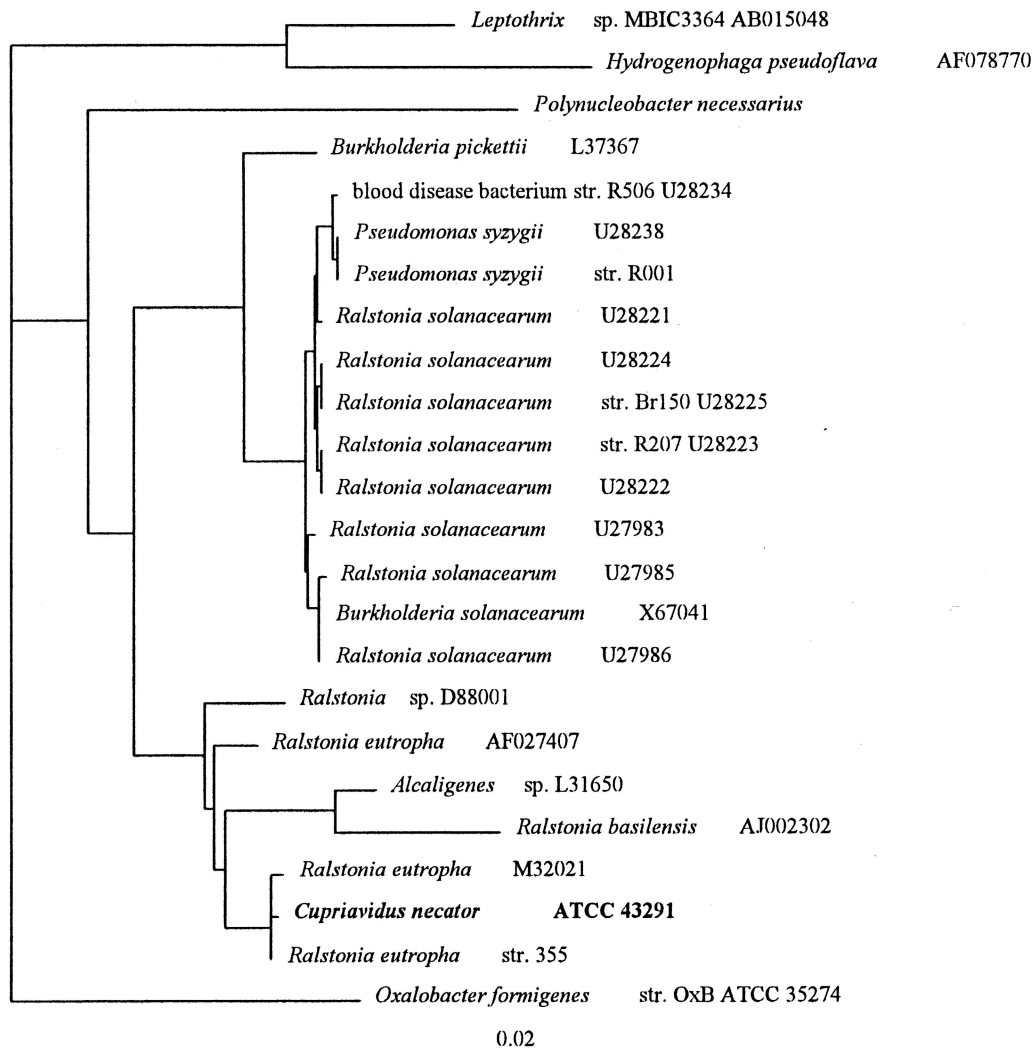 Leptothrix sp. MBIC3364 AB015048
Hydrogenophaga pseudoflava AF078770
Polynucleobacter necessarius
Burkholderia pickettii L37367
blood disease bacterium str. R506 U28234
Pseudomonas syzygii U28238
Pseudomonas syzygii str. R001
Ralstonia solanacearum U28221
Ralstonia solanacearum U28224
Ralstonia solanacearum str. Br150 U28225
Ralstonia solanacearum str. R207 U28223
Ralstonia solanacearum U28222
Ralstonia solanacearum U27983
Ralstonia solanacearum U27985
Burkholderia solanacearum X67041
Ralstonia solanacearum U27986
Ralstonia sp. D88001
Ralstonia eutropha AF027407
Alcaligenes sp. L31650
Ralstonia basilensis AJ002302
Ralstonia eutropha M32021
Cupriavidus necator ATCC 43291
Ralstonia eutropha str. 355
Oxalobacter formigenes str. OxB ATCC 35274
0.02